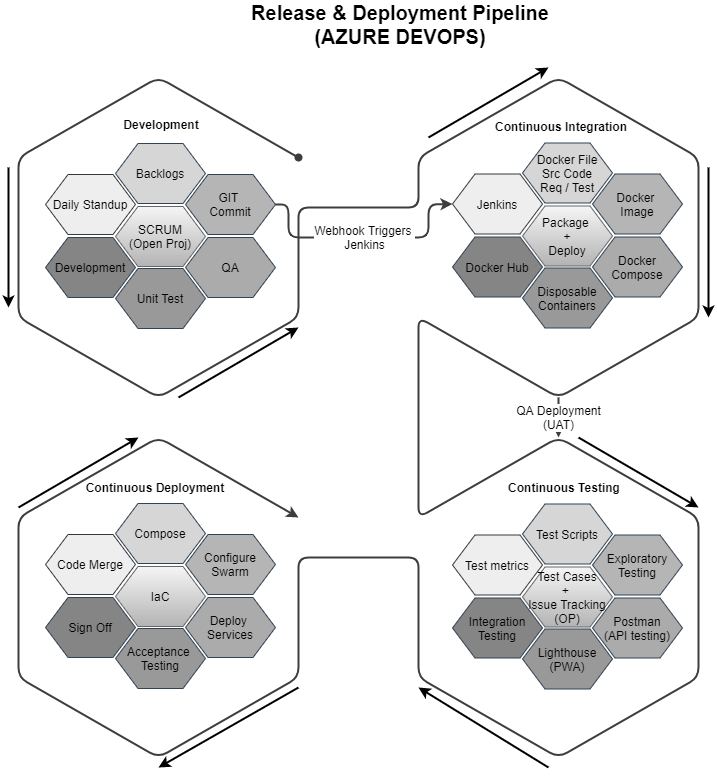 Release & Deployment Pipeline
(AZURE DEVOPS)
Development
Backlogs
Daily Standup
GIT
Commit
SCRUM
(Open Proj)
Development
QA
Unit Test
Webhook Triggers
Jenkins
Continuous Integration
Docker File
Src Code
Req / Test
Jenkins
Docker
Image
Package
+
Deploy
Docker Hub
Docker
Compose
Disposable
Containers
QA Deployment
(UAT)
Continuous Deployment
Compose
Code Merge
Configure
Swarm
IaC
Sign Off
Deploy
Services
Acceptance
Testing
Continuous Testing
Test Scripts
Test metrics
Exploratory
Testing
Test Cases
+
Issue Tracking
(OP)
Integration
Testing
Postman
(API testing)
Lighthouse
(PWA)